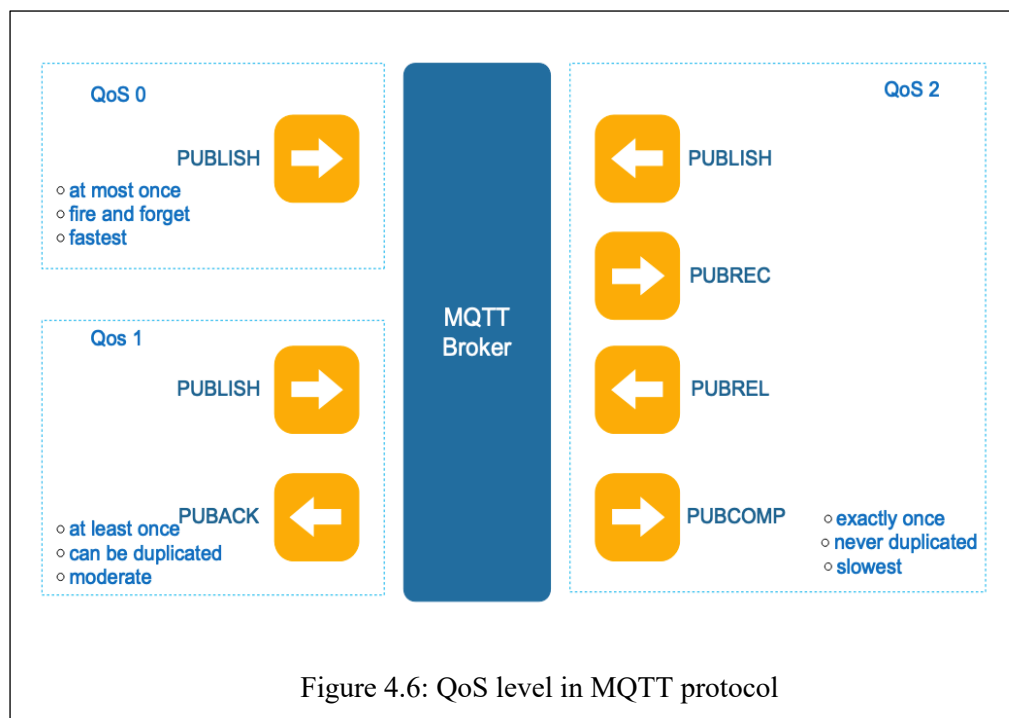 QoS 0
PUBLISH
○ at most once
○ fire and forget
○ fastest
Qos 1
PUBLISH
PUBACK
○ at least once
○ can be duplicated
○ moderate
MQTT
Broker
QoS 2
PUBLISH
PUBREC
PUBREL
PUBCOMP
○ exactly once
○ never duplicated
○ slowest
Figure 4.6: QoS level in MQTT protocol